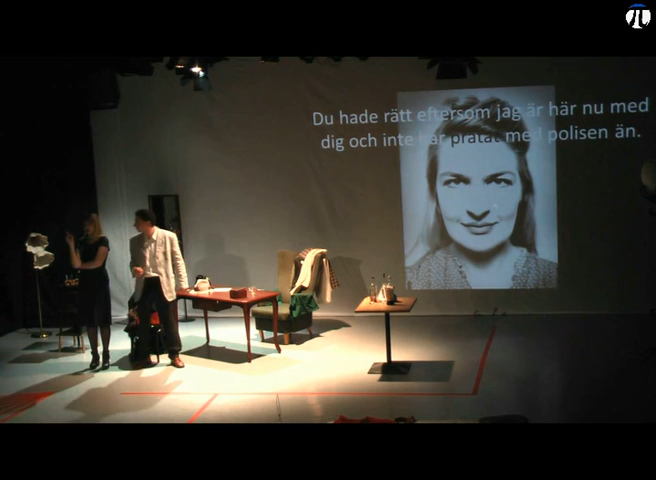 Du hade rätt eftersom jag är här nu med
dig och inte har pratat med polisen än.